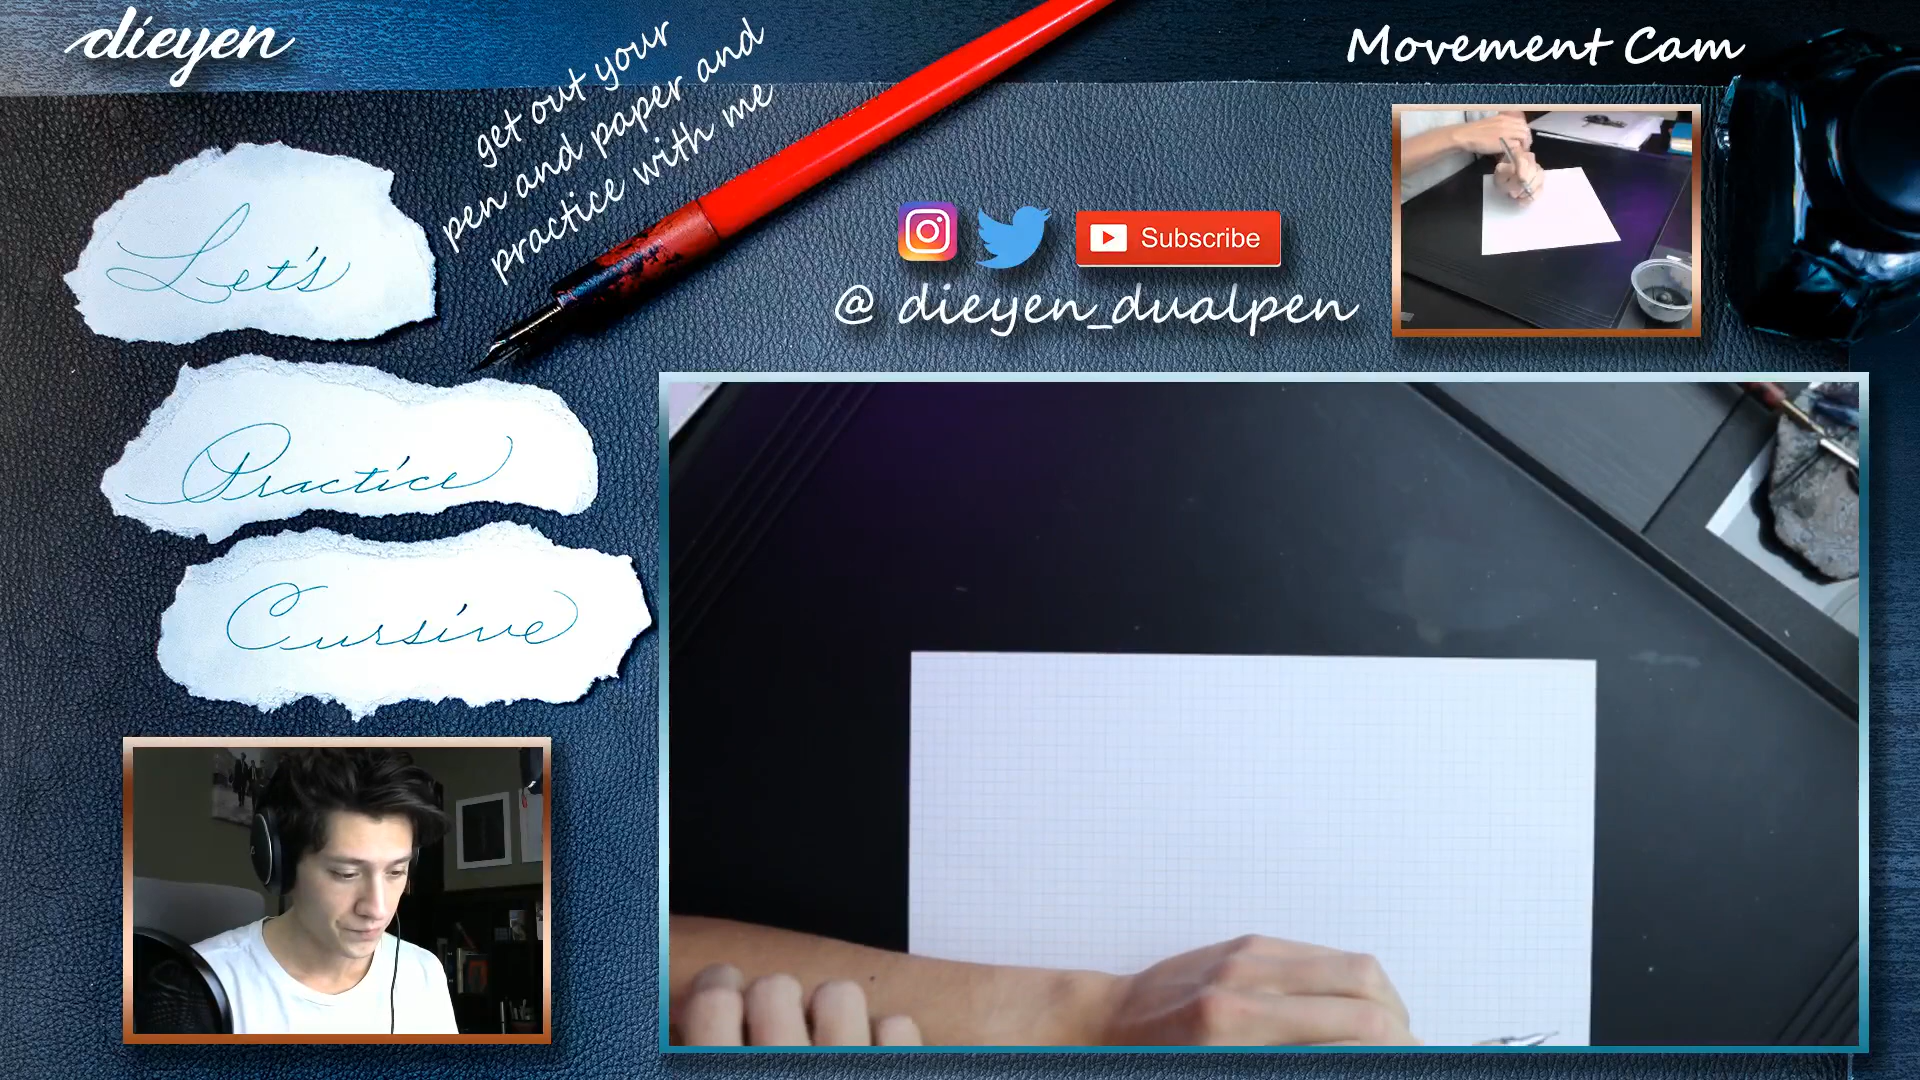 dieyen
get out your
pen and paper and
practice with me
Movement Cam
Let's
Practice
Cursive
Subscribe
@ dieyen_dualpen